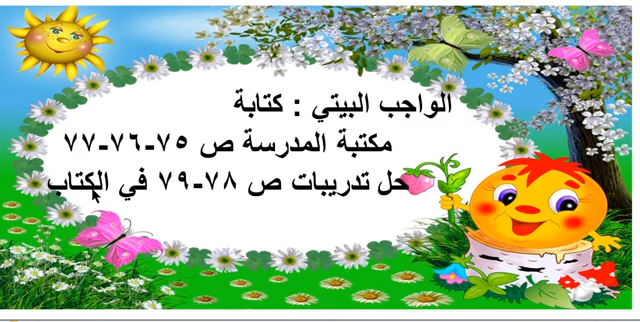 الواجب البيتي : كتابة
مكتبة المدرسة ص ٧٥-٧٦-٧٧
حل تدريبات ص ٧٨-٧٩ في الكتاب